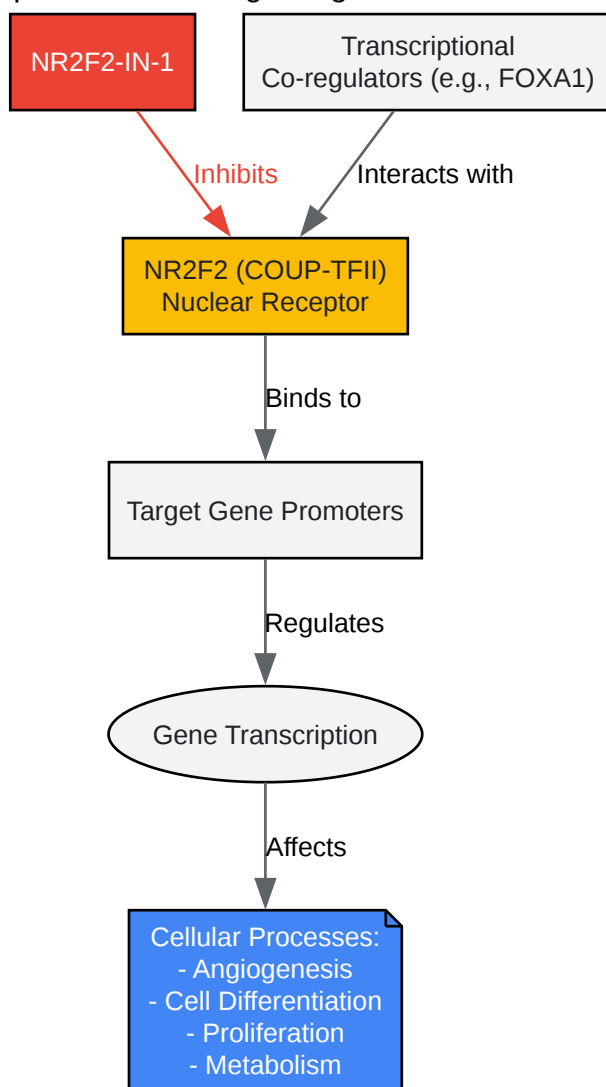 NR2F2-IN-1
Transcriptional
Co-regulators (e.g., FOXA1)
Inhibits
Interacts with
NR2F2 (COUP-TFII)
Nuclear Receptor
Binds to
Target Gene Promoters
Regulates
Gene Transcription
Affects
Cellular Processes:
- Angiogenesis
- Cell Differentiation
- Proliferation
- Metabolism